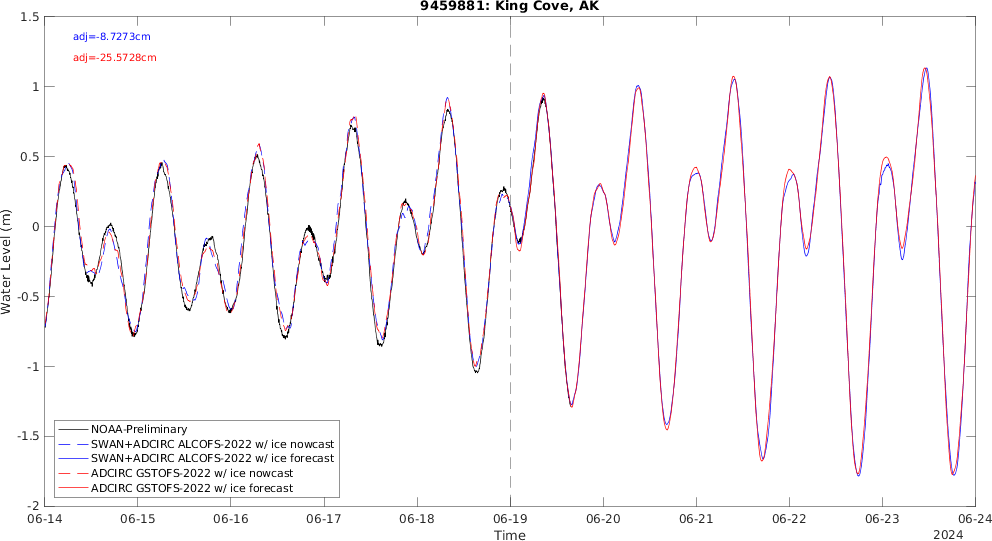 9459881: King Cove, AK
adj=-8.7273cm
adj=-25.5728cm
Water Level (m)
1.5
1
0.5
0
-0.5
-1
-1.5
-2
NOAA-Preliminary
SWAN+ADCIRC ALCOFS-2022 w/ ice nowcast
SWAN+ADCIRC ALCOFS-2022 w/ ice forecast
ADCIRC GSTOFS-2022 w/ ice nowcast
ADCIRC GSTOFS-2022 w/ ice forecast
06-14 06-15 06-16 06-17 06-18 06-19 06-20 06-21 06-22 06-23 06-24
Time
2024